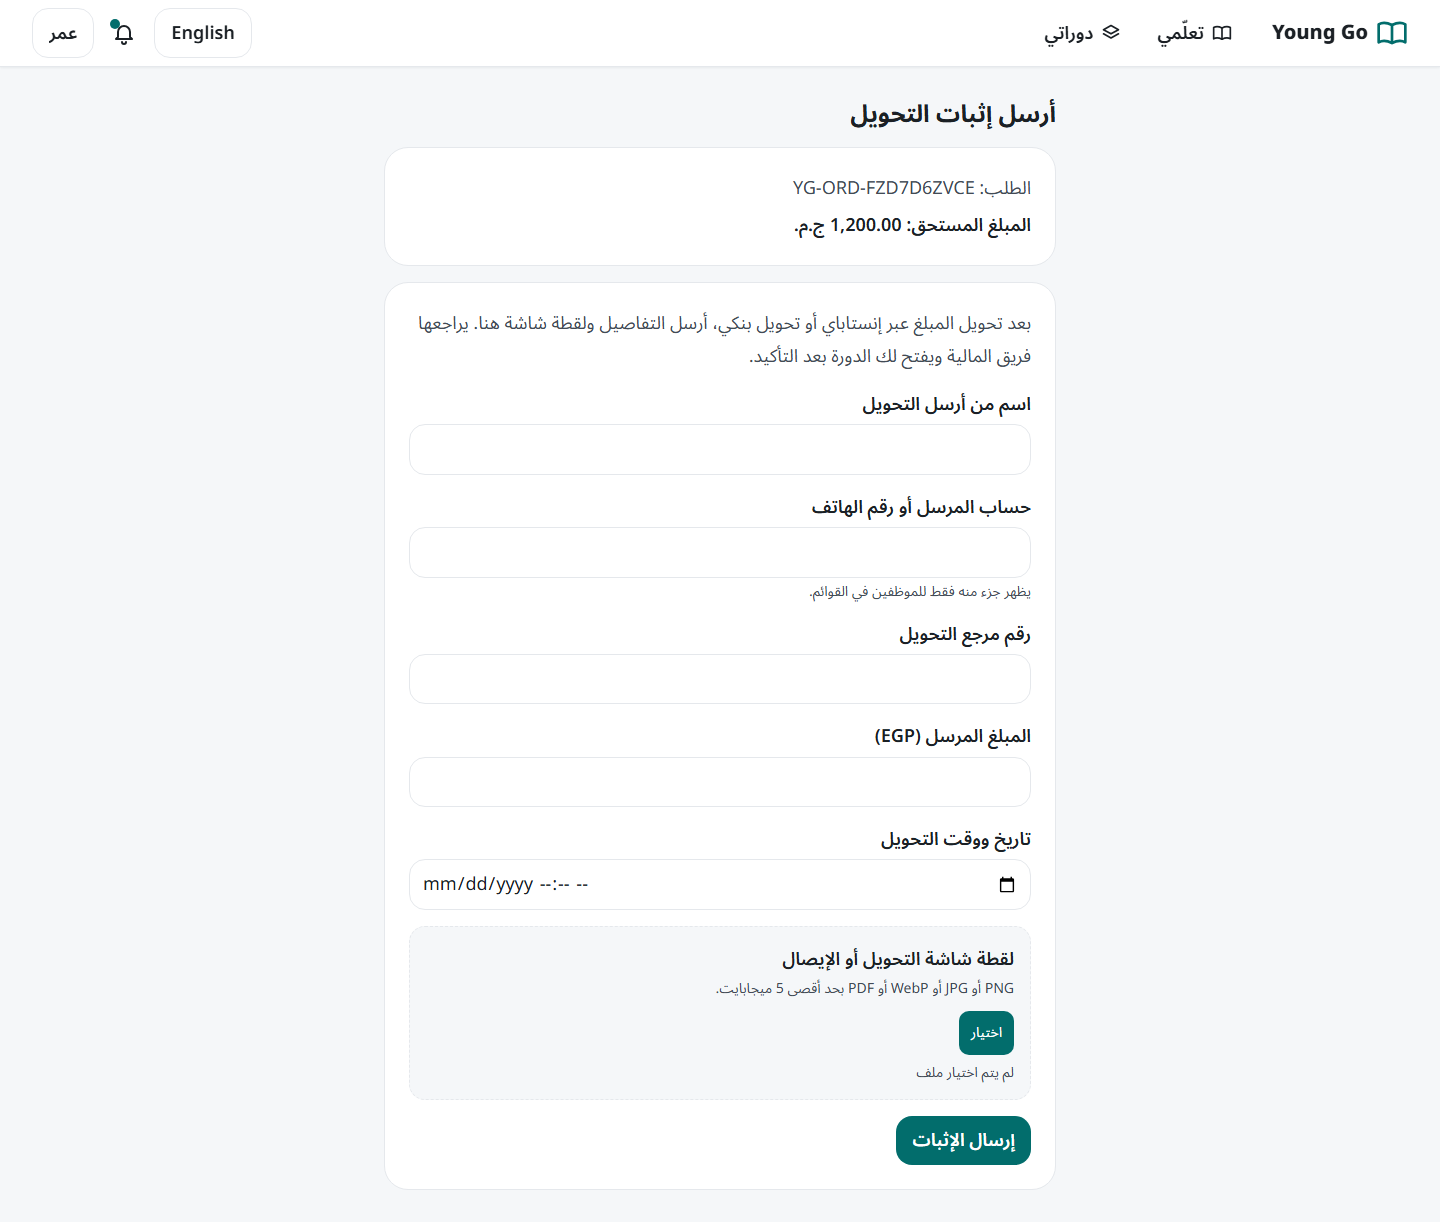 Young Go
تعلّمي
دوراتي
English
عمر
أرسل إثبات التحويل
الطلب: YG-ORD-FZD7D6ZVCE
المبلغ المستحق: 1,200.00 ج.م.
بعد تحويل المبلغ عبر إنستاباي أو تحويل بنكي، أرسل التفاصيل ولقطة شاشة هنا. يراجعها
فريق المالية ويفتح لك الدورة بعد التأكيد.
اسم من أرسل التحويل
حساب المرسل أو رقم الهاتف
يظهر جزء منه فقط للموظفين في القوائم.
رقم مرجع التحويل
المبلغ المرسل (EGP)
تاريخ ووقت التحويل
mm/dd/yyyy --:-- --
لقطة شاشة التحويل أو الإيصال
PNG أو JPG أو WebP أو PDF بحد أقصى 5 ميجابايت.
اختيار
لم يتم اختيار ملف
إرسال الإثبات